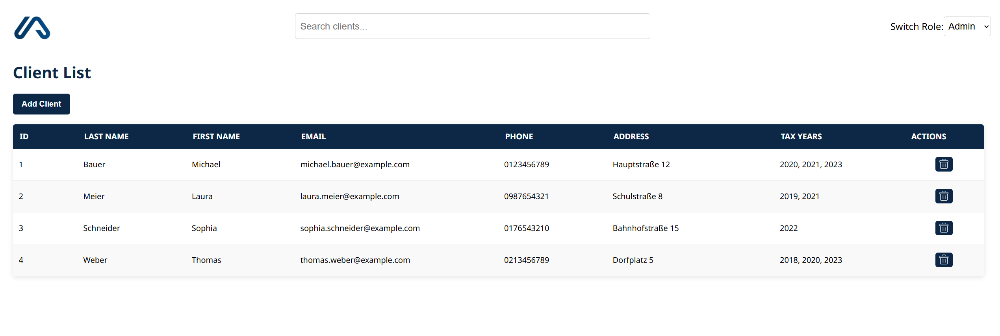 Search clients...
Switch Role: Admin
Client List
Add Client
ID LAST NAME FIRST NAME EMAIL PHONE ADDRESS TAX YEARS ACTIONS
1 Bauer Michael michael.bauer@example.com 0123456789 Hauptstraße 12 2020, 2021, 2023
2 Meier Laura laura.meier@example.com 0987654321 Schulstraße 8 2019, 2021
3 Schneider Sophia sophia.schneider@example.com 0176543210 Bahnhofstraße 15 2022
4 Weber Thomas thomas.weber@example.com 0213456789 Dorfplatz 5 2018, 2020, 2023